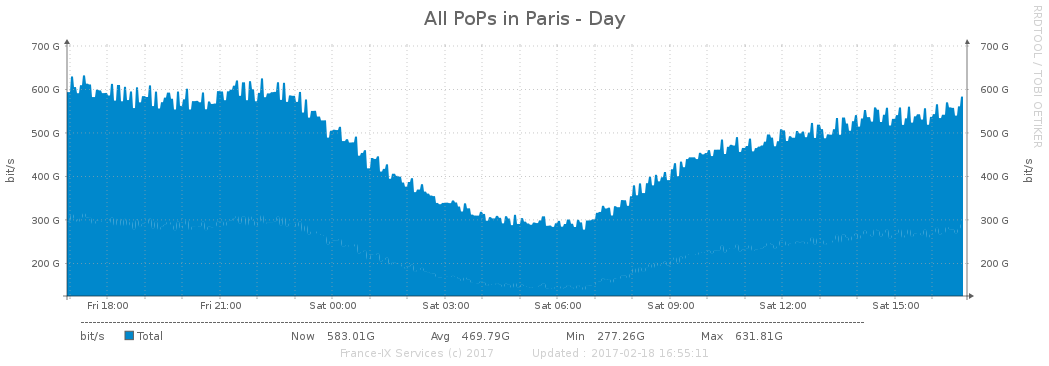 All PoPs in Paris - Day
RRDTOOL / TOBI OETIKER
bit/s
bit/s
700 G 700 G
600 G 600 G
500 G 500 G
400 G 400 G
300 G 300 G
200 G 200 G
Fri 18:00 Fri 21:00 Sat 00:00 Sat 03:00 Sat 06:00 Sat 09:00 Sat 12:00 Sat 15:00
bit/s Total Now 583.01G Avg 469.79G Min 277.26G Max 631.81G
France-IX Services (c) 2017 Updated : 2017-02-18 16:55:11